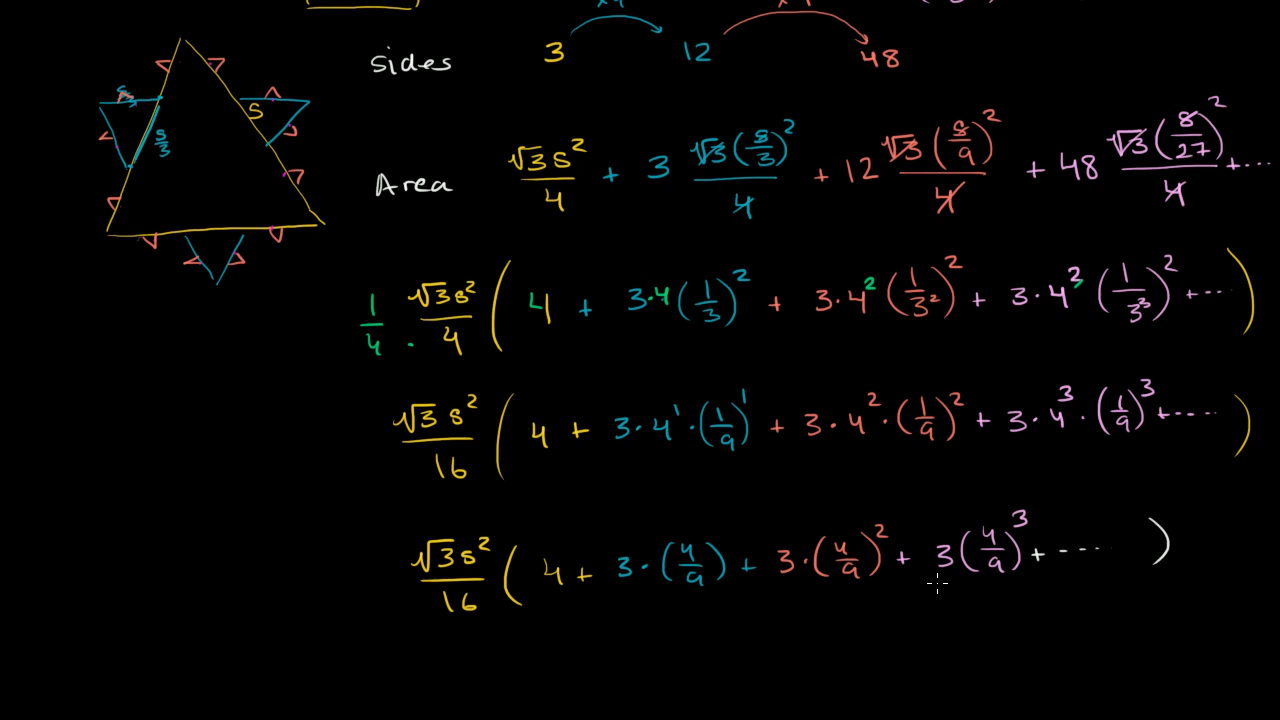 sides 3 12 48
s
s/3
s/3
Area √3s²/4 + 3 √3(s/3)²/4 + 12 √3(s/9)²/4 + 48 √3(s/27)²/4 + ...
1/4 · √3s²/4 ( 4 + 3·4(1/3)² + 3·4²(1/3²)² + 3·4³(1/3³)² + ... )
√3s²/16 ( 4 + 3·4¹·(1/9)¹ + 3·4²·(1/9)² + 3·4³·(1/9)³ + .... )
√3s²/16 ( 4 + 3·(4/9) + 3·(4/9)² + 3(4/9)³ + .... )